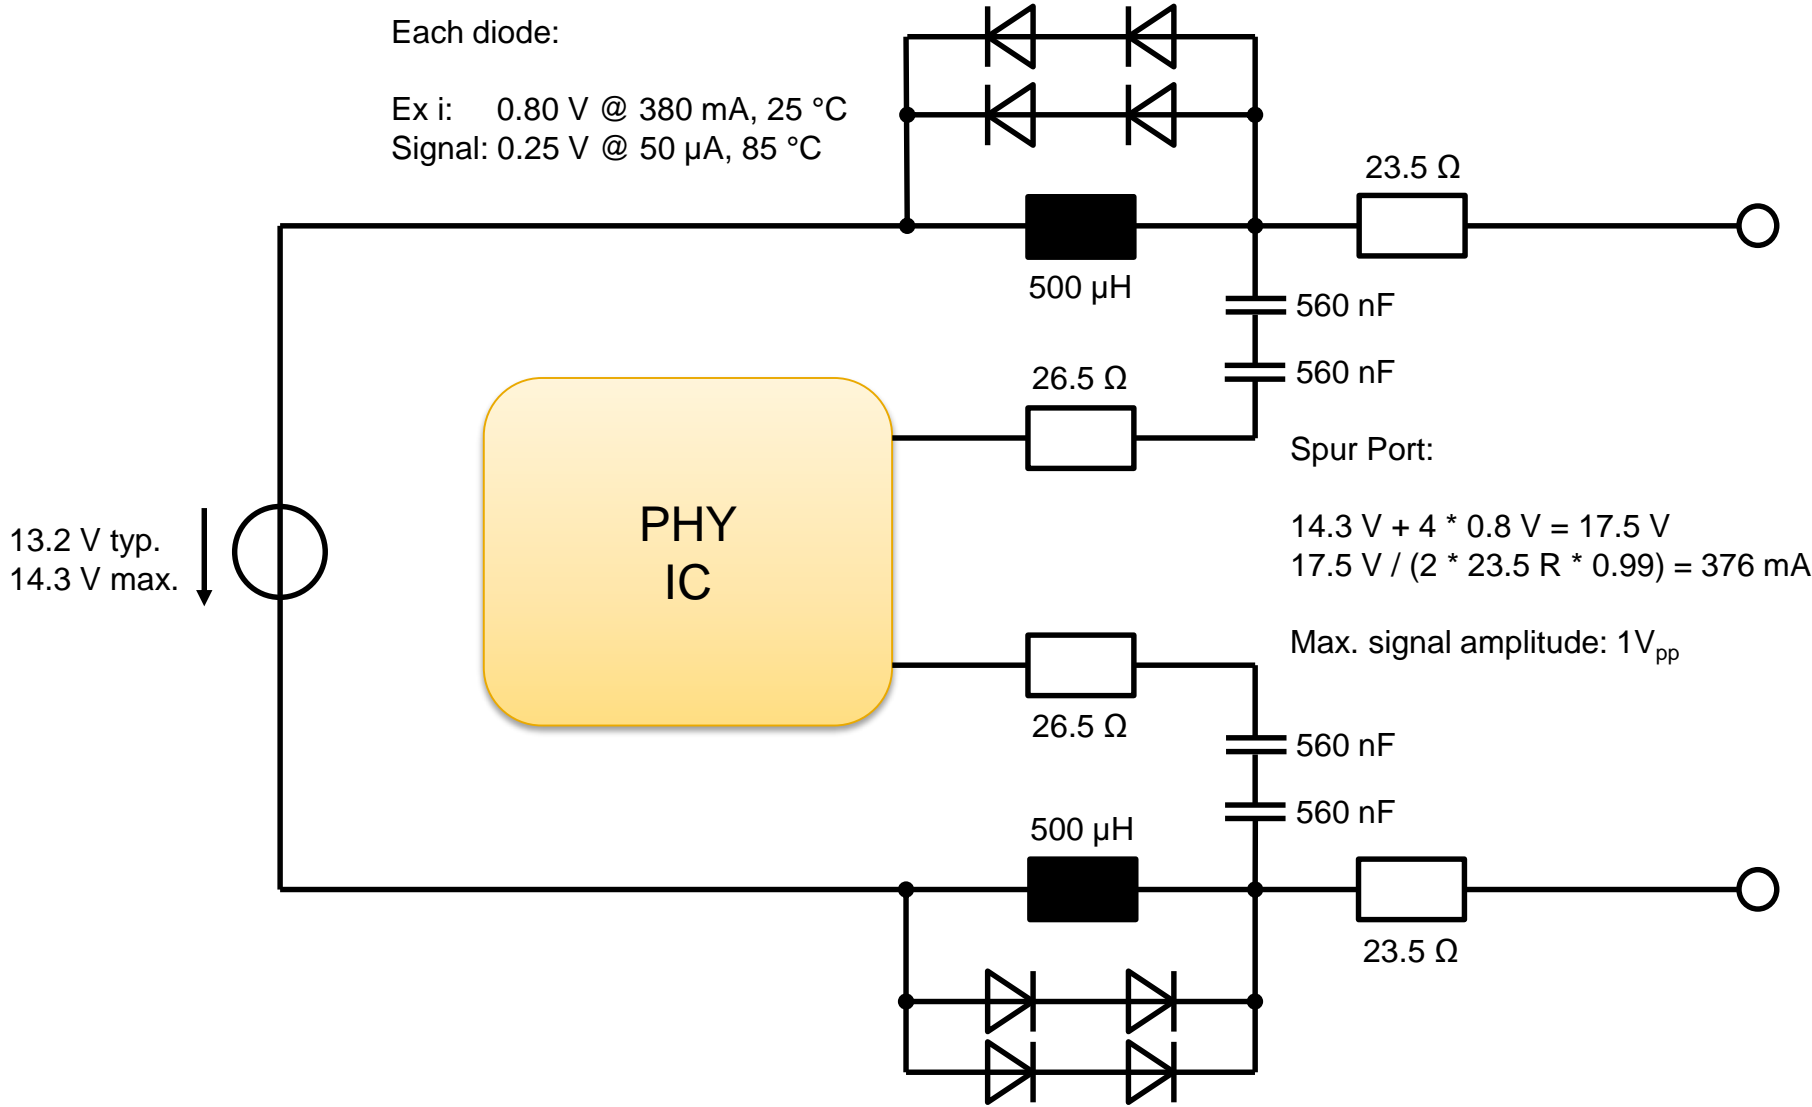 Each diode:
Ex i: 0.80 V @ 380 mA, 25 °C
Signal: 0.25 V @ 50 µA, 85 °C
23.5 Ω
500 µH
560 nF
560 nF
26.5 Ω
Spur Port:
14.3 V + 4 * 0.8 V = 17.5 V
17.5 V / (2 * 23.5 R * 0.99) = 376 mA
Max. signal amplitude: 1Vpp
13.2 V typ.
14.3 V max.
PHY
IC
26.5 Ω
560 nF
560 nF
500 µH
23.5 Ω